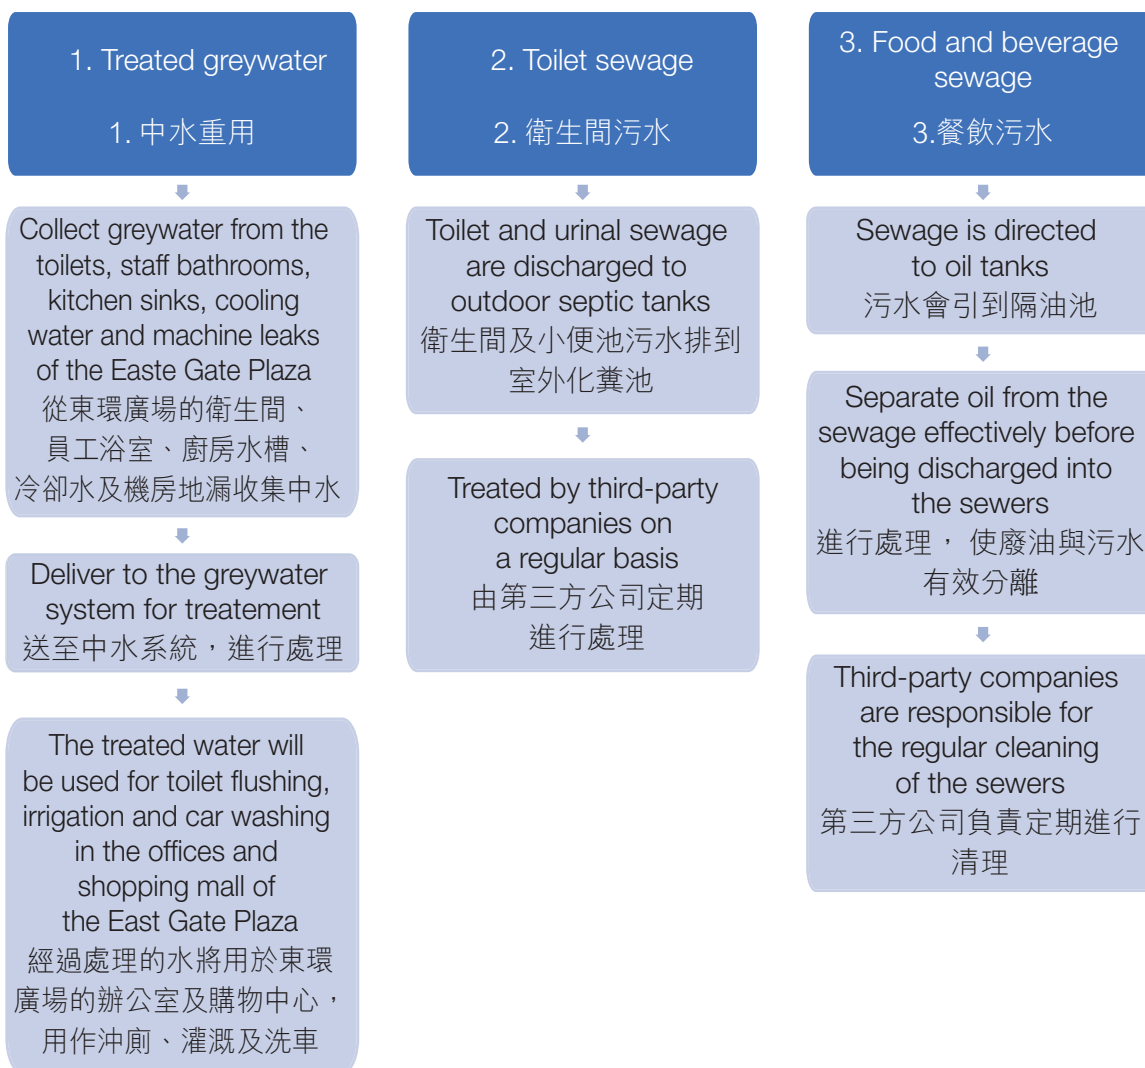 1. Treated greywater
1. 中水重用
Collect greywater from the
toilets, staff bathrooms,
kitchen sinks, cooling
water and machine leaks
of the Easte Gate Plaza
從東環廣場的衛生間、
員工浴室、廚房水槽、
冷卻水及機房地漏收集中水
Deliver to the greywater
system for treatement
送至中水系統，進行處理
The treated water will
be used for toilet flushing,
irrigation and car washing
in the offices and
shopping mall of
the East Gate Plaza
經過處理的水將用於東環
廣場的辦公室及購物中心，
用作沖廁、灌溉及洗車
2. Toilet sewage
2. 衛生間污水
Toilet and urinal sewage
are discharged to
outdoor septic tanks
衛生間及小便池污水排到
室外化糞池
Treated by third-party
companies on
a regular basis
由第三方公司定期
進行處理
3. Food and beverage
sewage
3.餐飲污水
Sewage is directed
to oil tanks
污水會引到隔油池
Separate oil from the
sewage effectively before
being discharged into
the sewers
進行處理， 使廢油與污水
有效分離
Third-party companies
are responsible for
the regular cleaning
of the sewers
第三方公司負責定期進行
清理